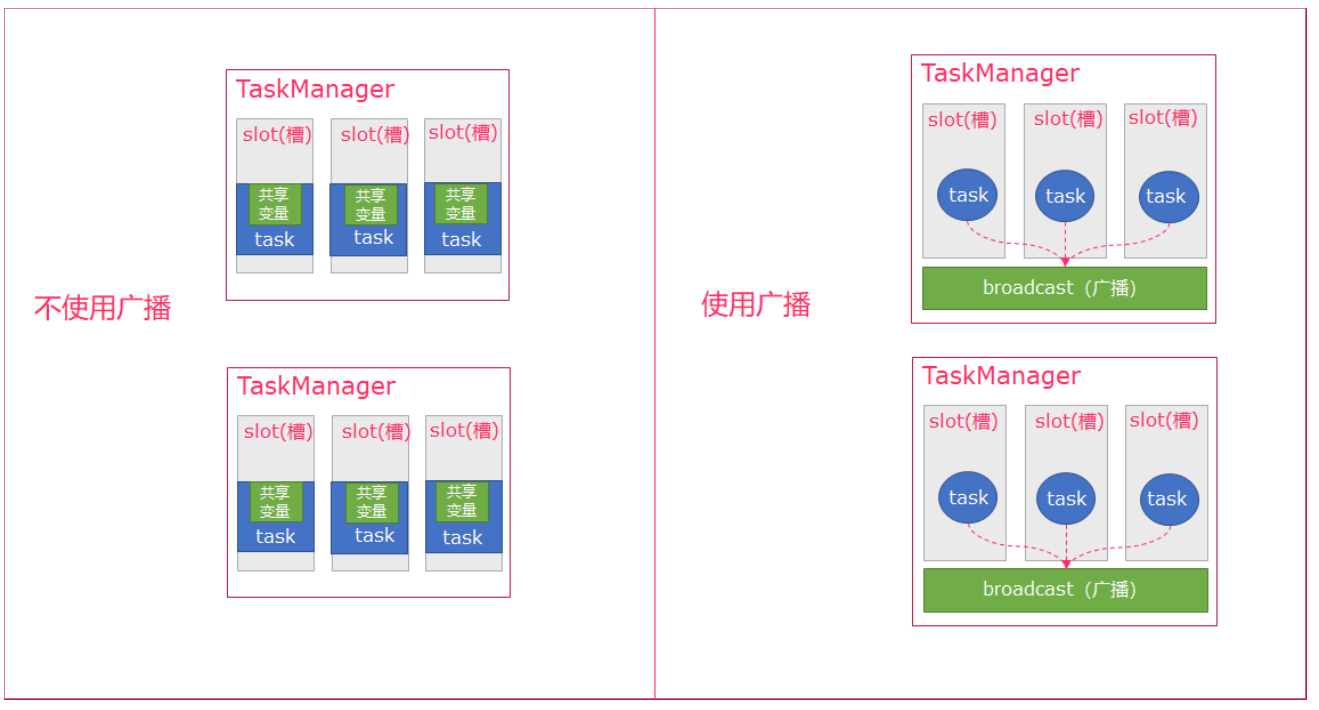 不使用广播
TaskManager
slot(槽)
slot(槽)
slot(槽)
共享
变量
task
共享
变量
task
共享
变量
task
TaskManager
slot(槽)
slot(槽)
slot(槽)
共享
变量
task
共享
变量
task
共享
变量
task
使用广播
TaskManager
slot(槽)
slot(槽)
slot(槽)
task
task
task
broadcast（广播)
TaskManager
slot(槽)
slot(槽)
slot(槽)
task
task
task
broadcast（广播)